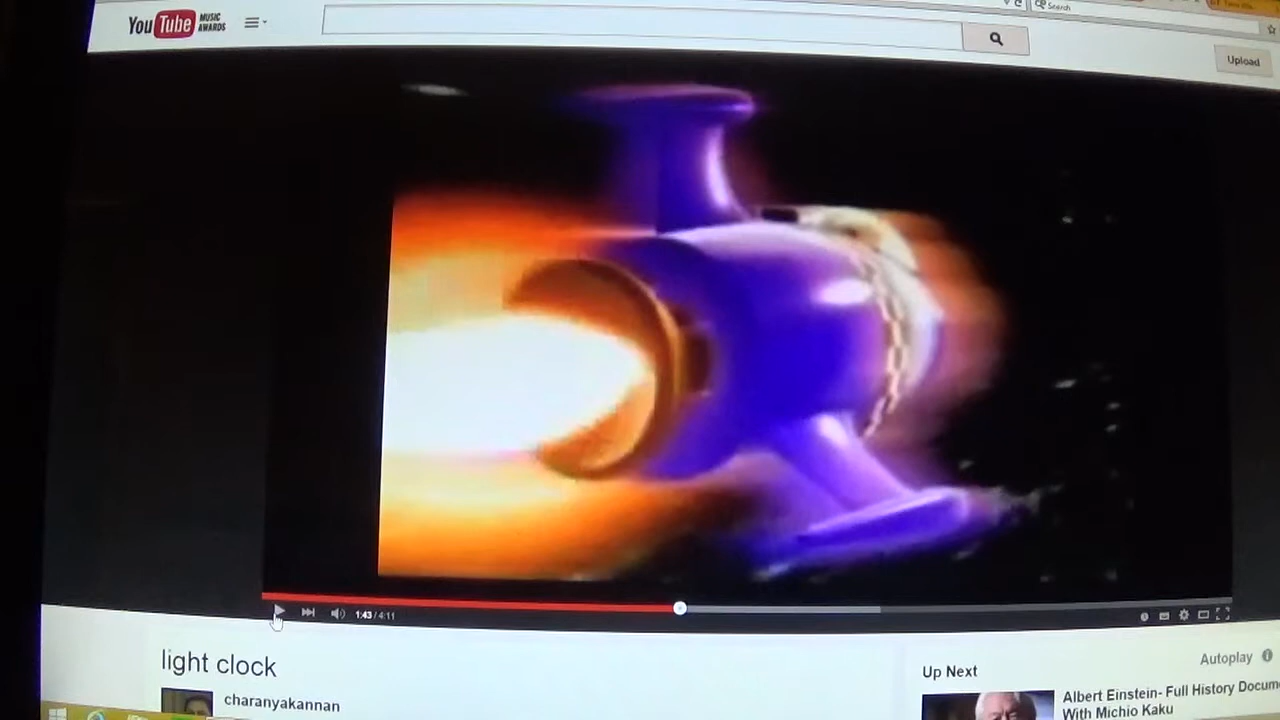 YouTube MUSIC AWARDS
Search
Upload
1:43 / 4:11
light clock
charanyakannan
Up Next
Autoplay
Albert Einstein- Full History Docum
With Michio Kaku